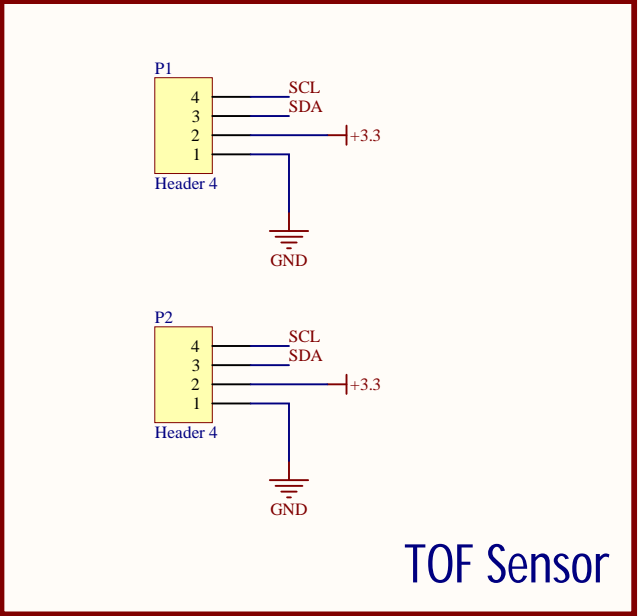 P1
4 SCL
3 SDA
2 +3.3
1
Header 4
GND
P2
4 SCL
3 SDA
2 +3.3
1
Header 4
GND
TOF Sensor